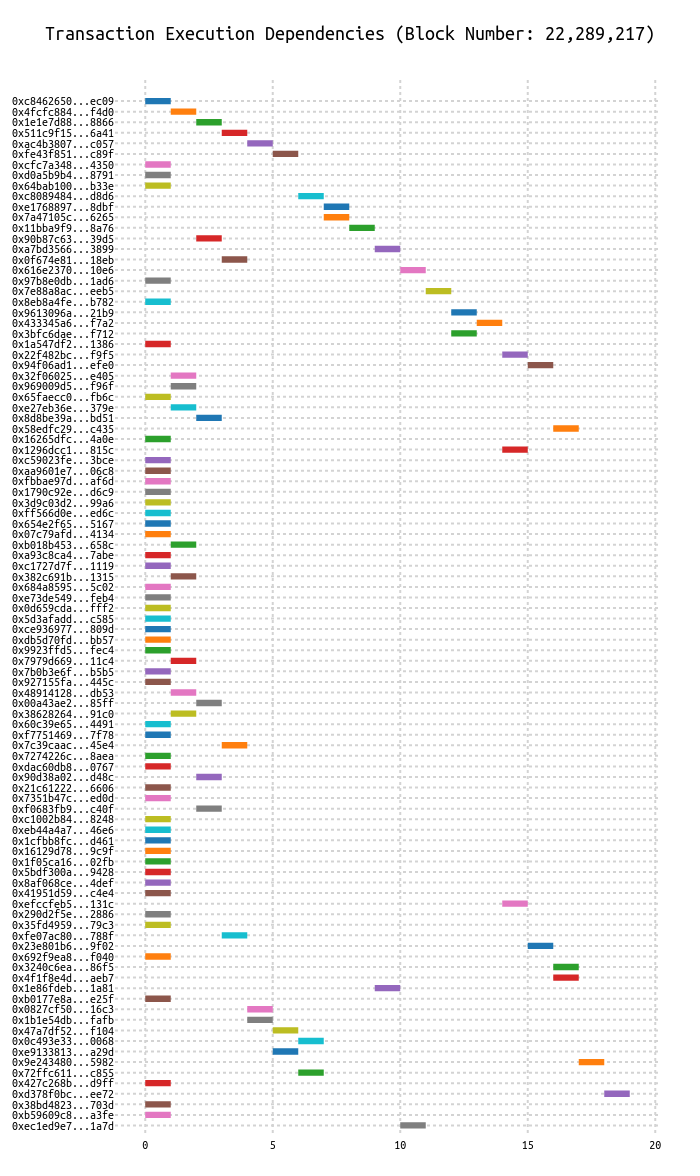 Transaction Execution Dependencies (Block Number: 22,289,217)
0xc8462650...ec09
0x4fcfc884...f4d0
0x1e1e7d88...8866
0x511c9f15...6a41
0xac4b3807...c057
0xfe43f851...c89f
0xcfc7a348...4350
0xd0a5b9b4...8791
0x64bab100...b33e
0xc8089484...d8d6
0xe1768897...8dbf
0x7a47105c...6265
0x11bba9f9...8a76
0x90b87c63...39d5
0xa7bd3566...3899
0x0f674e81...18eb
0x616e2370...10e6
0x97b8e0db...1ad6
0x7e88a8ac...eeb5
0x8eb8a4fe...b782
0x9613096a...21b9
0x433345a6...f7a2
0x3bfc6dae...f712
0x1a547df2...1386
0x22f482bc...f9f5
0x94f06ad1...efe0
0x32f06025...e405
0x969009d5...f96f
0x65faecc0...fb6c
0xe27eb36e...379e
0x8d8be39a...bd51
0x58edfc29...c435
0x16265dfc...4a0e
0x1296dcc1...815c
0xc59023fe...3bce
0xaa9601e7...06c8
0xfbbae97d...af6d
0x1790c92e...d6c9
0x3d9c03d2...99a6
0xff566d0e...ed6c
0x654e2f65...5167
0x07c79afd...4134
0xb018b453...658c
0xa93c8ca4...7abe
0xc1727d7f...1119
0x382c691b...1315
0x684a8595...5c02
0xe73de549...feb4
0x0d659cda...fff2
0x5d3afadd...c585
0xce936977...809d
0xdb5d70fd...bb57
0x9923ffd5...fec4
0x7979d669...11c4
0x7b0b3e6f...b5b5
0x927155fa...445c
0x48914128...db53
0x00a43ae2...85ff
0x38628264...91c0
0x60c39e65...4491
0xf7751469...7f78
0x7c39caac...45e4
0x7274226c...8aea
0xdac60db8...0767
0x90d38a02...d48c
0x21c61222...6606
0x7351b47c...ed0d
0xf0683fb9...c40f
0xc1002b84...8248
0xeb44a4a7...46e6
0x1cfbb8fc...d461
0x16129d78...9c9f
0x1f05ca16...02fb
0x5bdf300a...9428
0x8af068ce...4def
0x41951d59...c4e4
0xefccfeb5...131c
0x290d2f5e...2886
0x35fd4959...79c3
0xfe07ac80...788f
0x23e801b6...9f02
0x692f9ea8...f040
0x3240c6ea...86f5
0x4f1f8e4d...aeb7
0x1e86fdeb...1a81
0xb0177e8a...e25f
0x0827cf50...16c3
0x1b1e54db...fafb
0x47a7df52...f104
0x0c493e33...0068
0xe9133813...a29d
0x9e243480...5982
0x72ffc611...c855
0x427c268b...d9ff
0xd378f0bc...ee72
0x38bd4823...703d
0xb59609c8...a3fe
0xec1ed9e7...1a7d
0 5 10 15 20